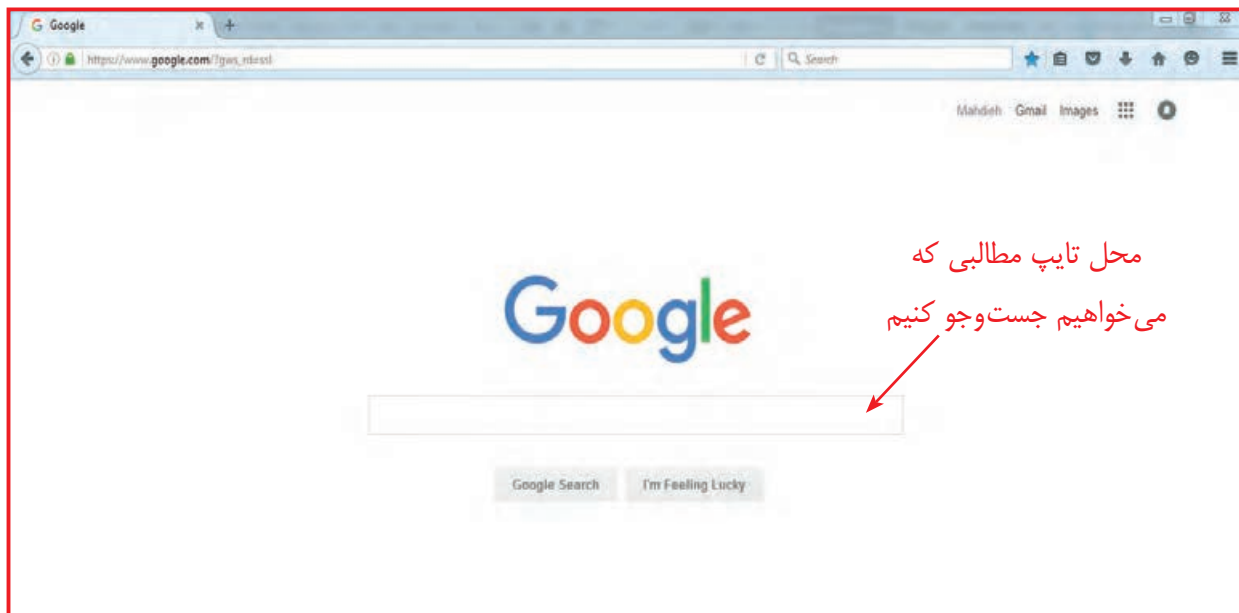 Google
https://www.google.com/?gws_rd=ssl
Search
Mahdieh Gmail Images
محل تایپ مطالبی که
می‌خواهیم جست‌وجو کنیم
Google
Google Search I'm Feeling Lucky